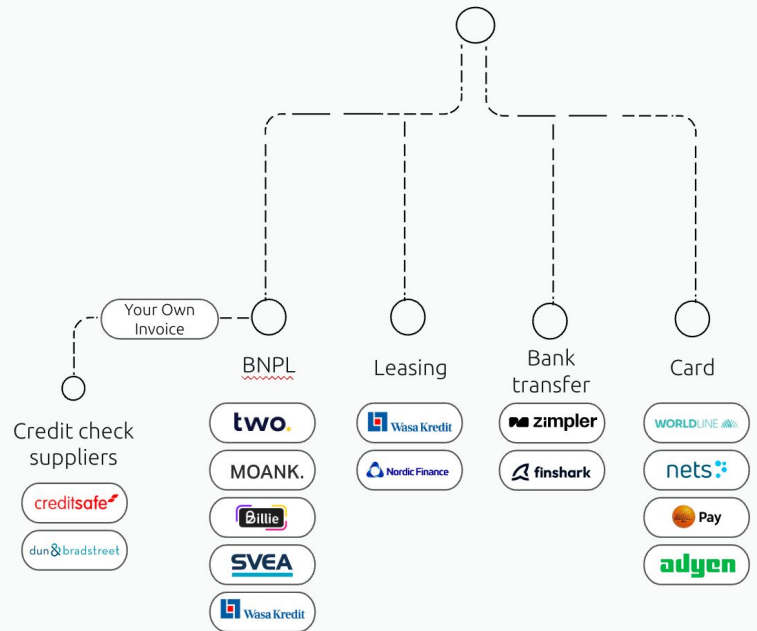 Your Own
Invoice
BNPL
Leasing
Bank
transfer
Card
Credit check
suppliers
two.
MOANK.
Billie
SVEA
Wasa Kredit
Wasa Kredit
Nordic Finance
zimpler
finshark
WORLDLINE
nets
Pay
adyen
creditsafe
dun & bradstreet